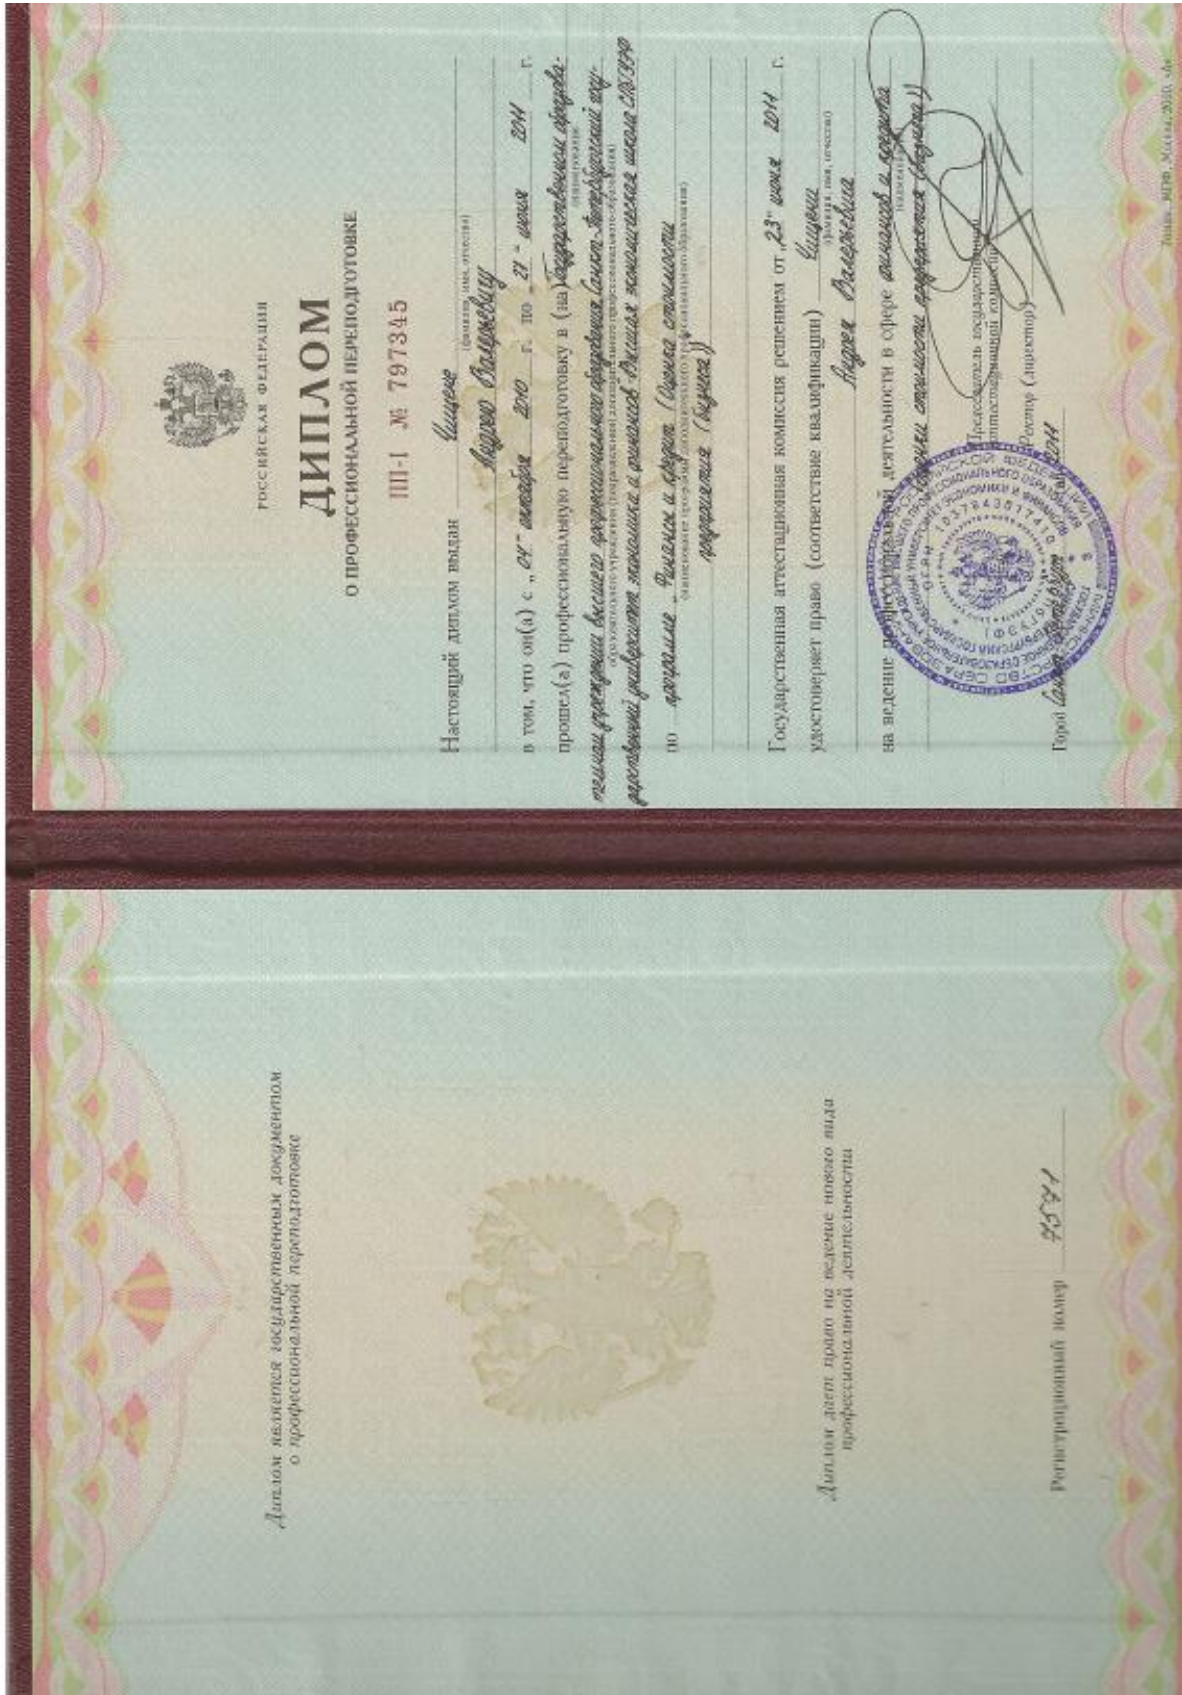 Диплом является государственным документом
о профессиональной переподготовке
Диплом дает право на ведение нового вида
профессиональной деятельности
Регистрационный номер 7571
РОССИЙСКАЯ ФЕДЕРАЦИЯ
ДИПЛОМ
О ПРОФЕССИОНАЛЬНОЙ ПЕРЕПОДГОТОВКЕ
ПП-I № 797345
Настоящий диплом выдан
(фамилия, имя, отчество)
Андрею Валерьевичу
в том, что он(а) с „01“ октября 2010 г. по „21“ июня 2011 г.
прошел(а) профессиональную переподготовку в (на) Государственном образова-
(наименование
тельном учреждении высшего профессионального образования „Санкт-Петербургский госу-
образовательного учреждения (подразделения) дополнительного профессионального образования)
дарственный университет экономики и финансов“ Высшая экономическая школа СПбГУЭФ
по программе „Финансы и кредит (Оценка стоимости
(наименование программы дополнительного профессионального образования)
предприятия (бизнеса))“
Государственная аттестационная комиссия решением от „23“ июня 2011 г.
удостоверяет право (соответствие квалификации)
(фамилия, имя, отчество)
Андрея Валерьевича
на ведение профессиональной деятельности в сфере финансов и кредита
(оценки стоимости предприятия (бизнеса))
Председатель государственной
аттестационной комиссии
Ректор (директор)
Город Санкт-Петербург 2011